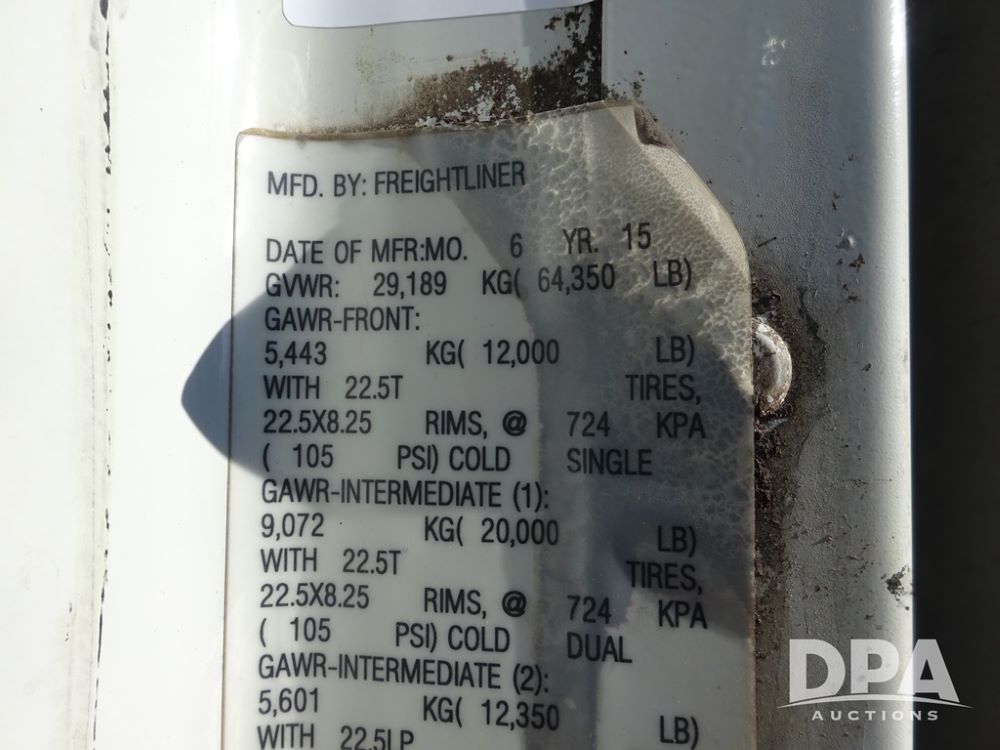 MFD. BY: FREIGHTLINER
DATE OF MFR:MO. 6 YR. 15
GVWR: 29,189 KG( 64,350 LB)
GAWR-FRONT:
5,443 KG( 12,000 LB)
WITH 22.5T TIRES,
22.5X8.25 RIMS, @ 724 KPA
( 105 PSI) COLD SINGLE
GAWR-INTERMEDIATE (1):
9,072 KG( 20,000 LB)
WITH 22.5T TIRES,
22.5X8.25 RIMS, @ 724 KPA
( 105 PSI) COLD DUAL
GAWR-INTERMEDIATE (2):
5,601 KG( 12,350 LB)
WITH 22.5LP
DPA
AUCTIONS